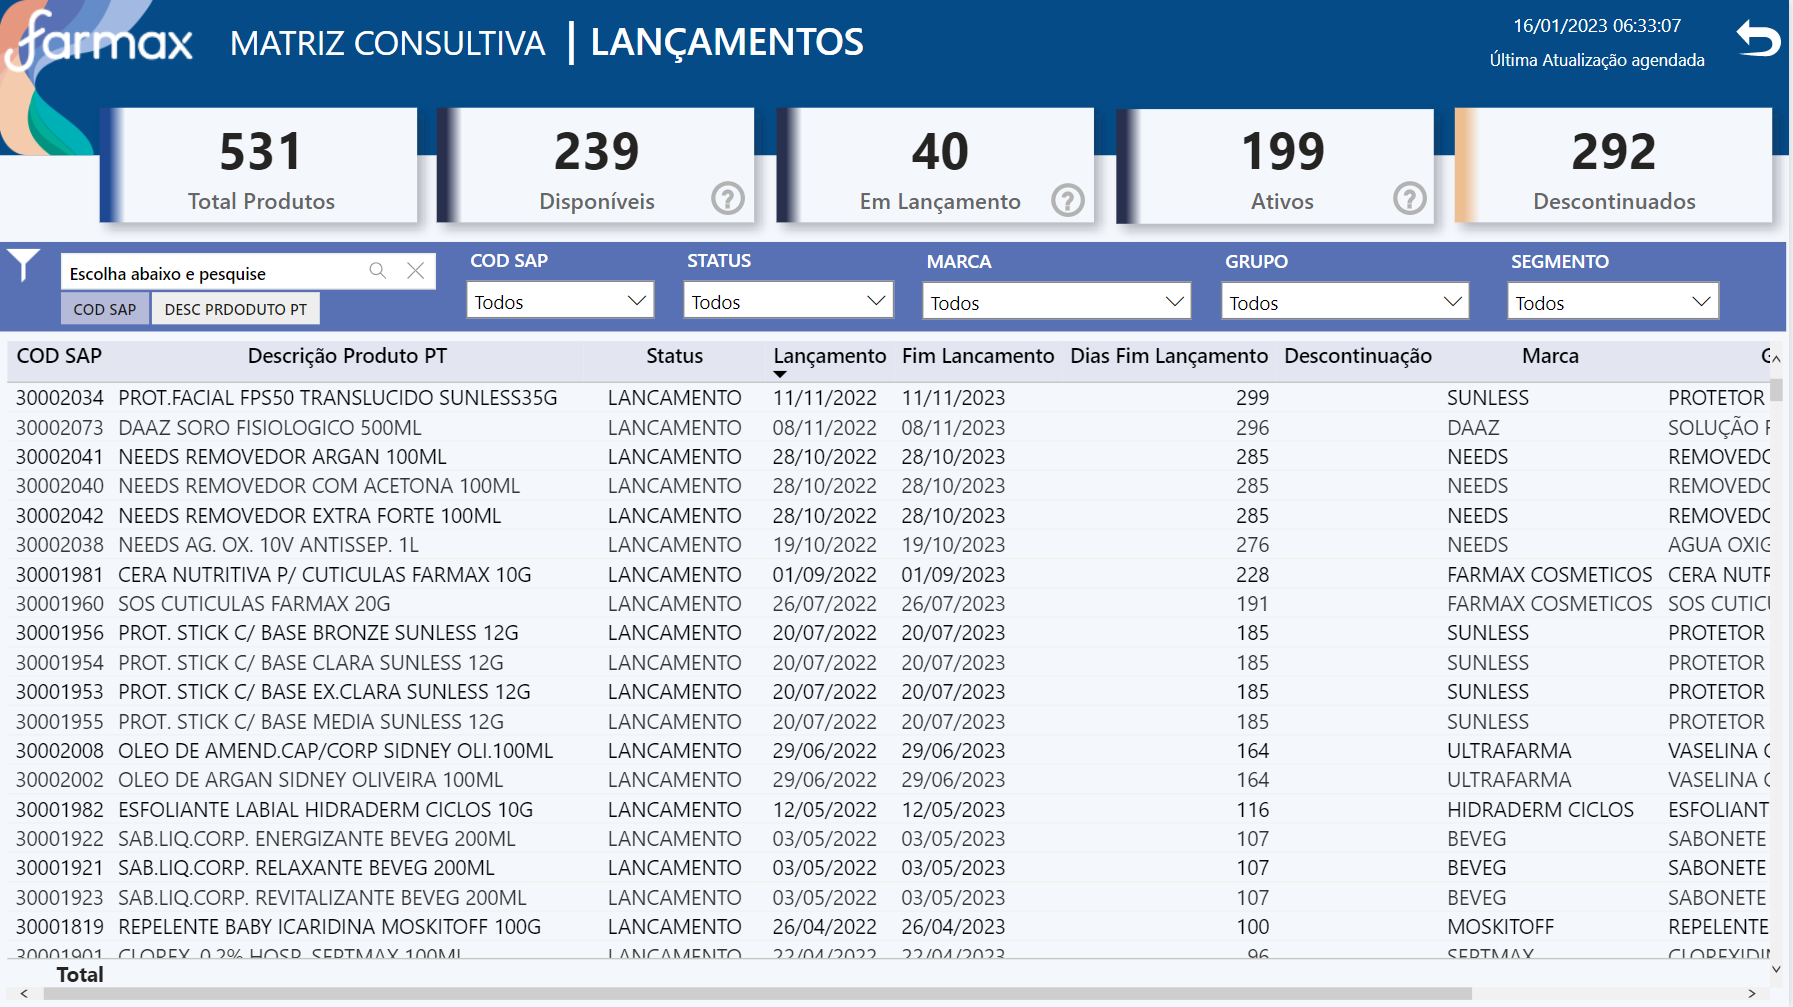 farmax
MATRIZ CONSULTIVA | LANÇAMENTOS
16/01/2023 06:33:07
Última Atualização agendada
531
Total Produtos
239
Disponíveis
?
40
Em Lançamento
?
199
Ativos
?
292
Descontinuados
Escolha abaixo e pesquise
COD SAP DESC PRDODUTO PT
COD SAP
Todos
STATUS
Todos
MARCA
Todos
GRUPO
Todos
SEGMENTO
Todos
COD SAP Descrição Produto PT Status Lançamento Fim Lancamento Dias Fim Lançamento Descontinuação Marca G
30002034 PROT.FACIAL FPS50 TRANSLUCIDO SUNLESS35G LANCAMENTO 11/11/2022 11/11/2023 299 SUNLESS PROTETOR
30002073 DAAZ SORO FISIOLOGICO 500ML LANCAMENTO 08/11/2022 08/11/2023 296 DAAZ SOLUÇÃO F
30002041 NEEDS REMOVEDOR ARGAN 100ML LANCAMENTO 28/10/2022 28/10/2023 285 NEEDS REMOVEDO
30002040 NEEDS REMOVEDOR COM ACETONA 100ML LANCAMENTO 28/10/2022 28/10/2023 285 NEEDS REMOVEDO
30002042 NEEDS REMOVEDOR EXTRA FORTE 100ML LANCAMENTO 28/10/2022 28/10/2023 285 NEEDS REMOVEDO
30002038 NEEDS AG. OX. 10V ANTISSEP. 1L LANCAMENTO 19/10/2022 19/10/2023 276 NEEDS AGUA OXIG
30001981 CERA NUTRITIVA P/ CUTICULAS FARMAX 10G LANCAMENTO 01/09/2022 01/09/2023 228 FARMAX COSMETICOS CERA NUTR
30001960 SOS CUTICULAS FARMAX 20G LANCAMENTO 26/07/2022 26/07/2023 191 FARMAX COSMETICOS SOS CUTICU
30001956 PROT. STICK C/ BASE BRONZE SUNLESS 12G LANCAMENTO 20/07/2022 20/07/2023 185 SUNLESS PROTETOR
30001954 PROT. STICK C/ BASE CLARA SUNLESS 12G LANCAMENTO 20/07/2022 20/07/2023 185 SUNLESS PROTETOR
30001953 PROT. STICK C/ BASE EX.CLARA SUNLESS 12G LANCAMENTO 20/07/2022 20/07/2023 185 SUNLESS PROTETOR
30001955 PROT. STICK C/ BASE MEDIA SUNLESS 12G LANCAMENTO 20/07/2022 20/07/2023 185 SUNLESS PROTETOR
30002008 OLEO DE AMEND.CAP/CORP SIDNEY OLI.100ML LANCAMENTO 29/06/2022 29/06/2023 164 ULTRAFARMA VASELINA C
30002002 OLEO DE ARGAN SIDNEY OLIVEIRA 100ML LANCAMENTO 29/06/2022 29/06/2023 164 ULTRAFARMA VASELINA C
30001982 ESFOLIANTE LABIAL HIDRADERM CICLOS 10G LANCAMENTO 12/05/2022 12/05/2023 116 HIDRADERM CICLOS ESFOLIANT
30001922 SAB.LIQ.CORP. ENERGIZANTE BEVEG 200ML LANCAMENTO 03/05/2022 03/05/2023 107 BEVEG SABONETE
30001921 SAB.LIQ.CORP. RELAXANTE BEVEG 200ML LANCAMENTO 03/05/2022 03/05/2023 107 BEVEG SABONETE
30001923 SAB.LIQ.CORP. REVITALIZANTE BEVEG 200ML LANCAMENTO 03/05/2022 03/05/2023 107 BEVEG SABONETE
30001819 REPELENTE BABY ICARIDINA MOSKITOFF 100G LANCAMENTO 26/04/2022 26/04/2023 100 MOSKITOFF REPELENTE
30001901 CLOREX. 0,2% HOSP. SEPTMAX 100ML LANCAMENTO 22/04/2022 22/04/2023 96 SEPTMAX CLOREXIDIN
Total